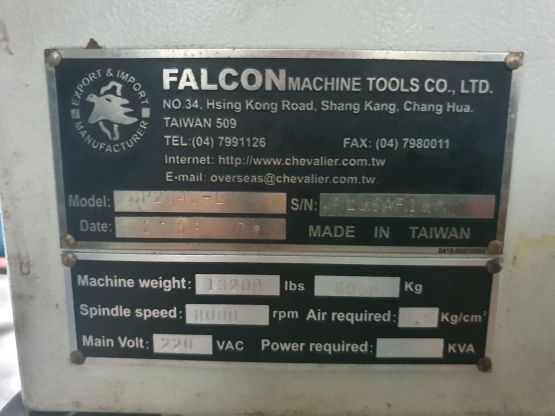 EXPORT & IMPORT MANUFACTURER
FALCON MACHINE TOOLS CO., LTD.
NO.34, Hsing Kong Road, Shang Kang, Chang Hua.
TAIWAN 509
TEL:(04) 7991126 FAX: (04) 7980011
Internet: http://www.chevalier.com.tw
E-mail: overseas@chevalier.com.tw
Model: S/N:
Date: MADE IN TAIWAN
Machine weight: 13200 lbs Kg
Spindle speed: 8000 rpm Air required: Kg/cm²
Main Volt: 220 VAC Power required: KVA